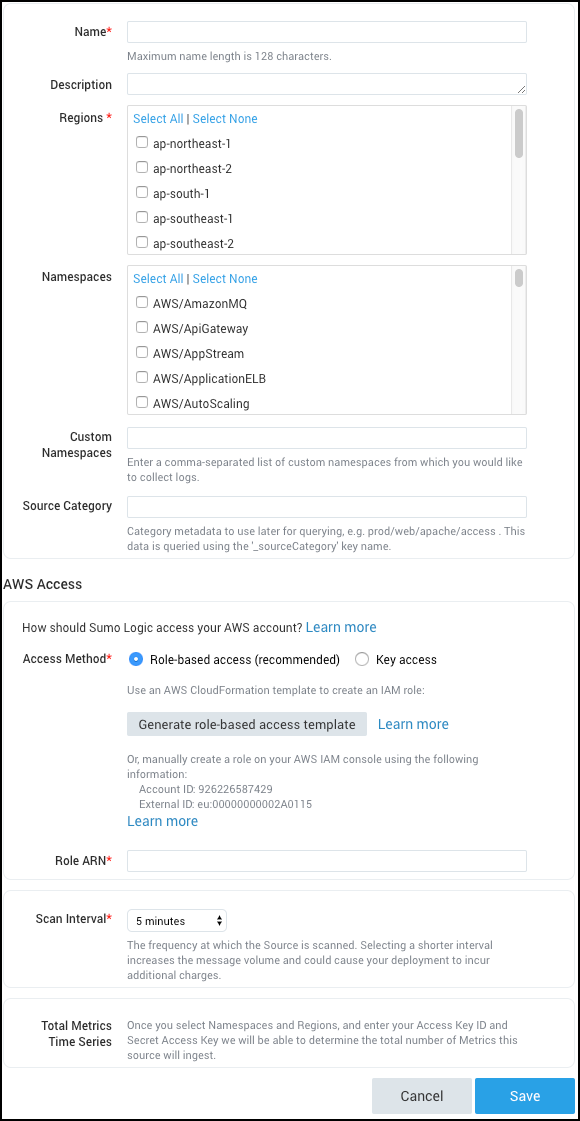 Name*
Maximum name length is 128 characters.
Description
Regions *
Select All | Select None
ap-northeast-1
ap-northeast-2
ap-south-1
ap-southeast-1
ap-southeast-2
Namespaces
Select All | Select None
AWS/AmazonMQ
AWS/ApiGateway
AWS/AppStream
AWS/ApplicationELB
AWS/AutoScaling
Custom
Namespaces
Enter a comma-separated list of custom namespaces from which you would like
to collect logs.
Source Category
Category metadata to use later for querying, e.g. prod/web/apache/access . This
data is queried using the '_sourceCategory' key name.
AWS Access
How should Sumo Logic access your AWS account? Learn more
Access Method*
Role-based access (recommended)
Key access
Use an AWS CloudFormation template to create an IAM role:
Generate role-based access template
Learn more
Or, manually create a role on your AWS IAM console using the following
information:
Account ID: 926226587429
External ID: eu:00000000002A0115
Learn more
Role ARN*
Scan Interval*
5 minutes
The frequency at which the Source is scanned. Selecting a shorter interval
increases the message volume and could cause your deployment to incur
additional charges.
Total Metrics
Time Series
Once you select Namespaces and Regions, and enter your Access Key ID and
Secret Access Key we will be able to determine the total number of Metrics this
source will ingest.
Cancel
Save